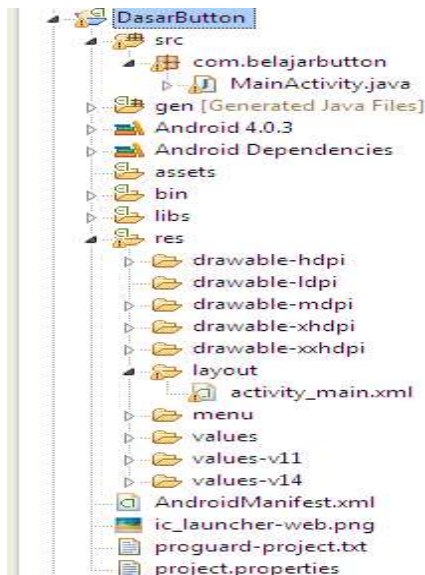 DasarButton
src
com.belajarbutton
MainActivity.java
gen [Generated Java Files]
Android 4.0.3
Android Dependencies
assets
bin
libs
res
drawable-hdpi
drawable-ldpi
drawable-mdpi
drawable-xhdpi
drawable-xxhdpi
layout
activity_main.xml
menu
values
values-v11
values-v14
AndroidManifest.xml
ic_launcher-web.png
proguard-project.txt
project.properties